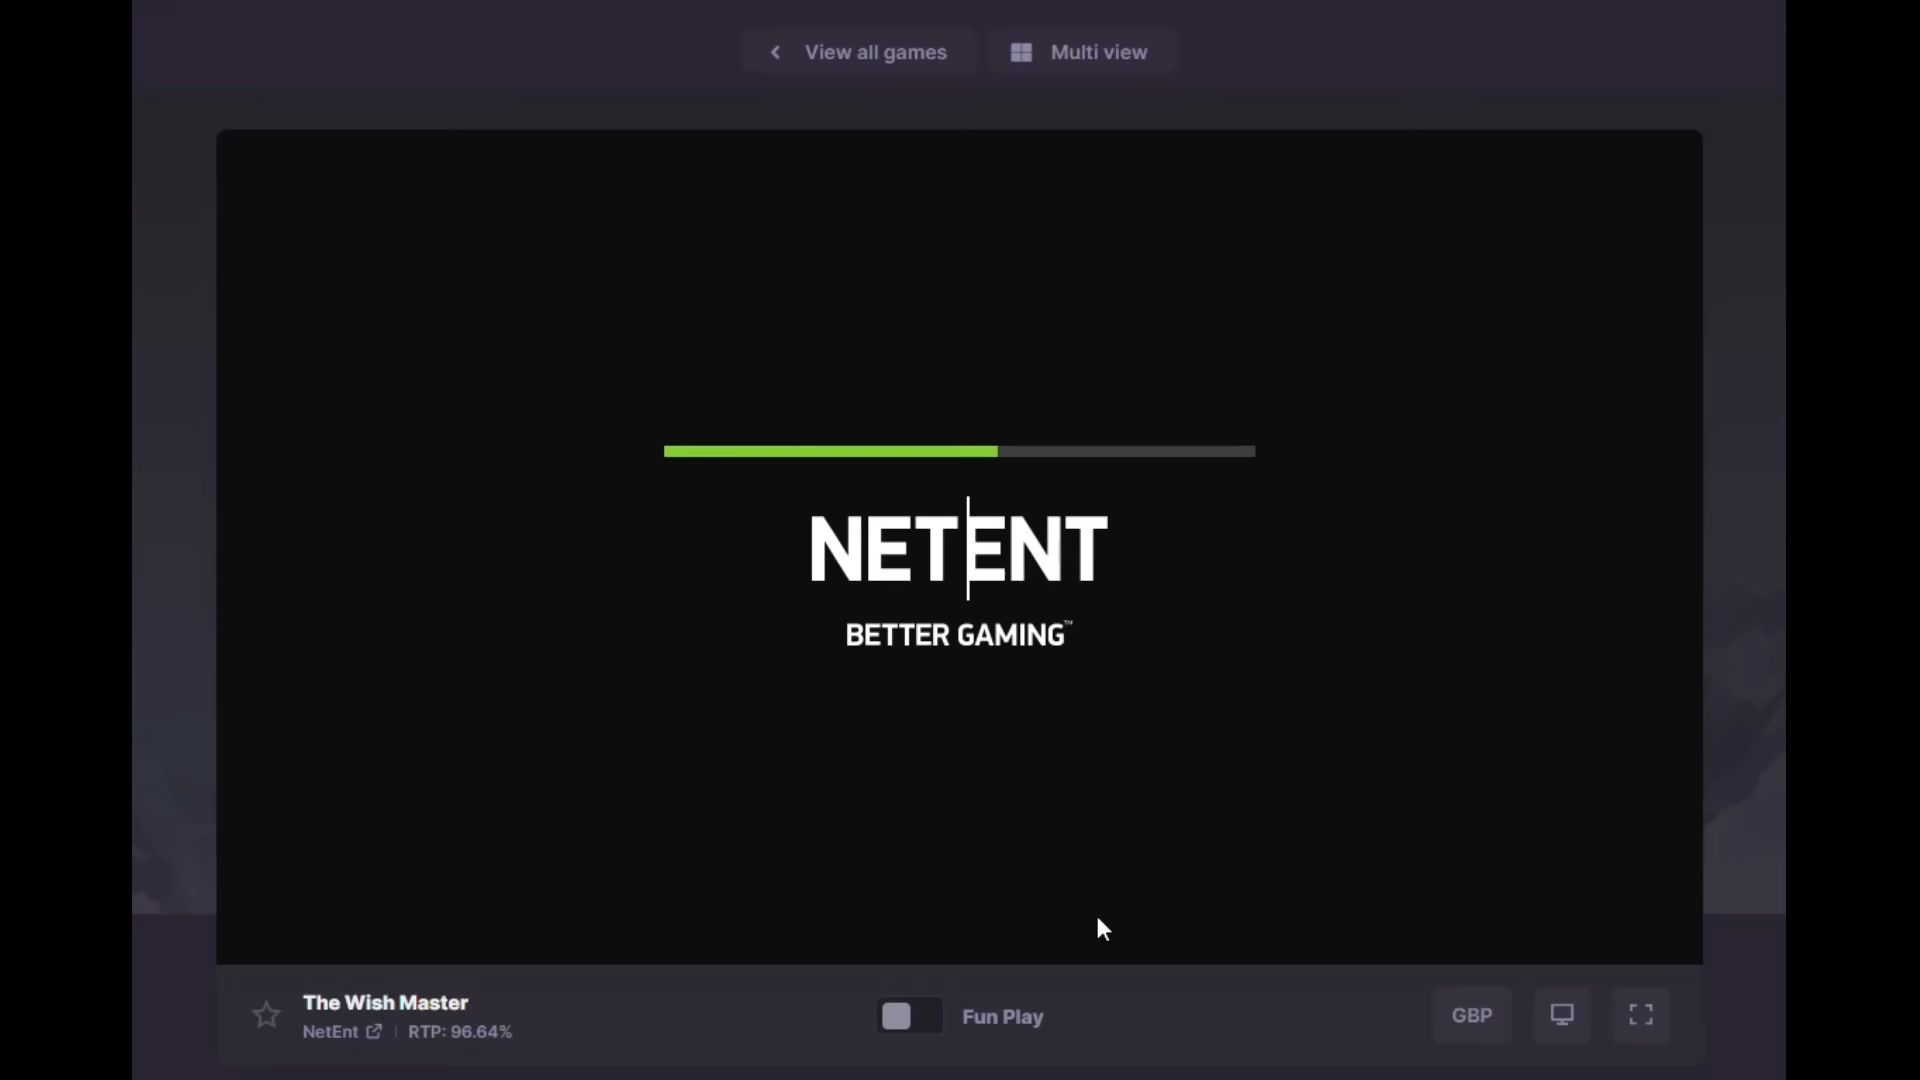 View all games
Multi view
NETENT
BETTER GAMING™
The Wish Master
NetEnt | RTP: 96.64%
Fun Play
GBP